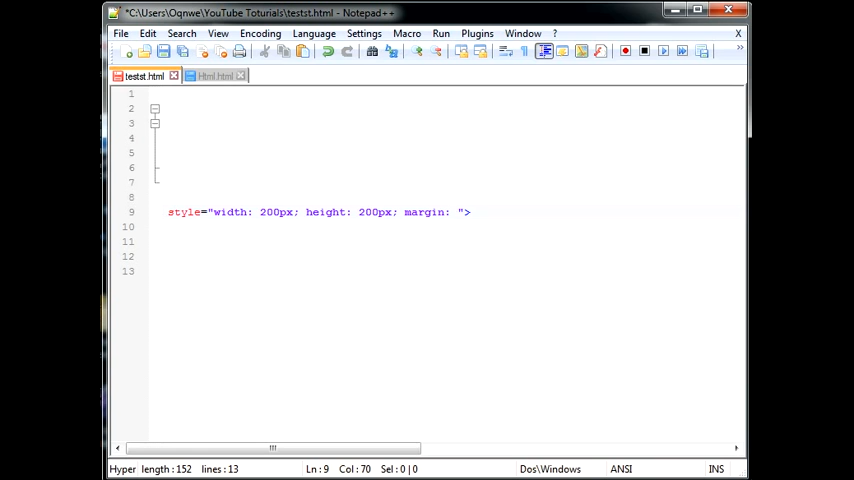 *C:\Users\Oqnwe\YouTube Toturials\testst.html - Notepad++
File Edit Search View Encoding Language Settings Macro Run Plugins Window ? X
testst.html Html.html
1
2
3
4
5
6
7
8
9 style="width: 200px; height: 200px; margin: ">
10
11
12
13
Hyper length : 152 lines : 13 Ln : 9 Col : 70 Sel : 0 | 0 Dos\Windows ANSI INS